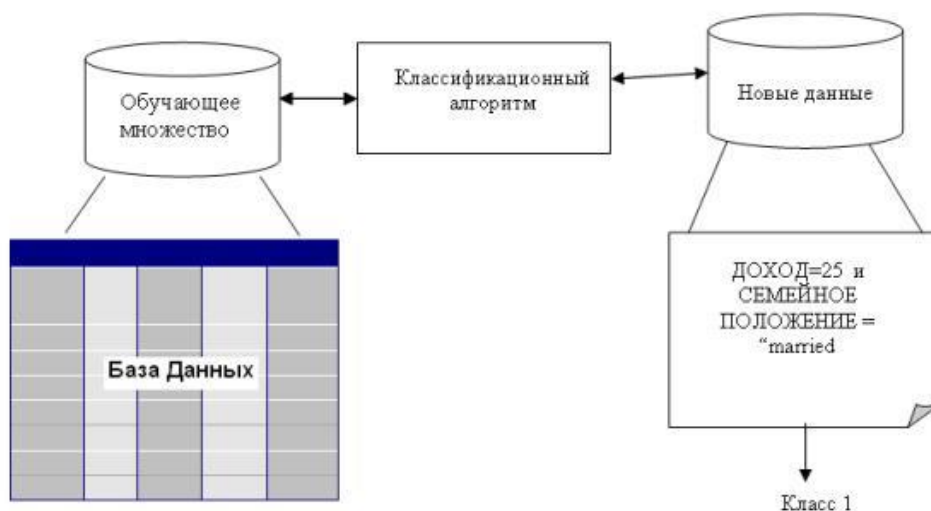 Обучающее
множество
Классификационный
алгоритм
Новые данные
База Данных
ДОХОД=25 и
СЕМЕЙНОЕ
ПОЛОЖЕНИЕ =
“married
Класс 1